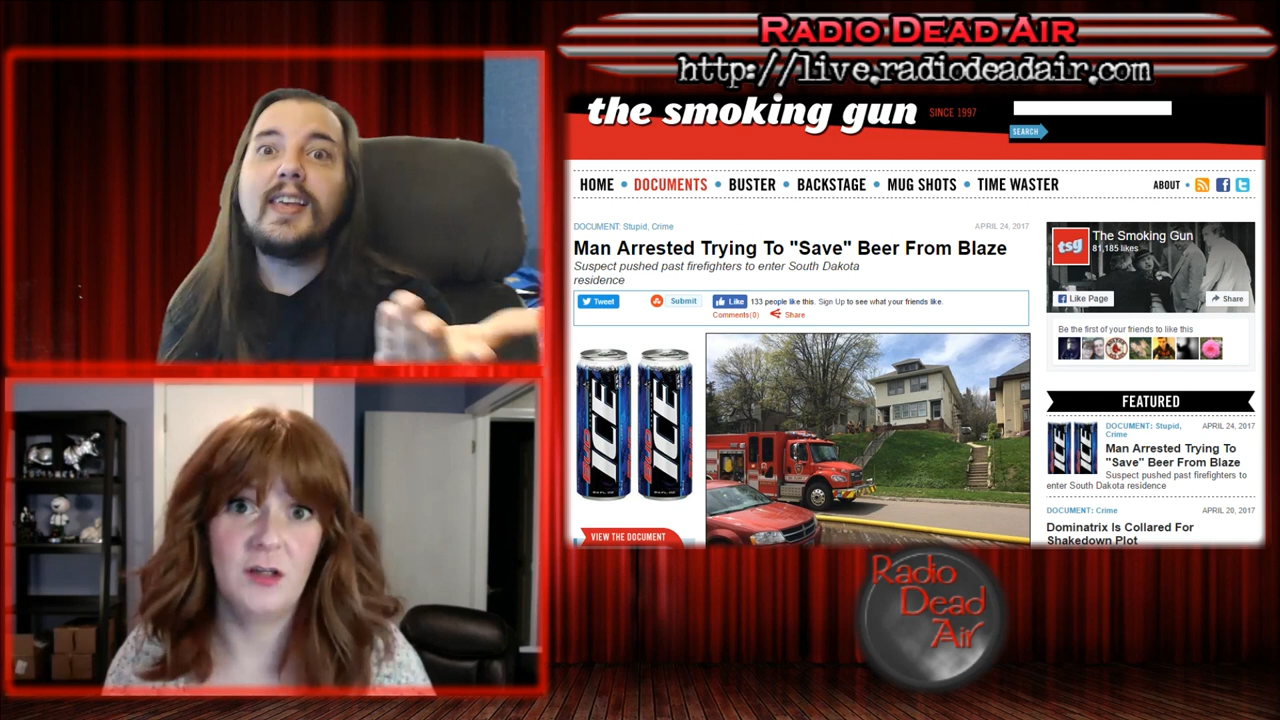 RADIO DEAD AIR
http://live.radiodeadair.com
the smoking gun SINCE 1997
SEARCH
HOME • DOCUMENTS • BUSTER • BACKSTAGE • MUG SHOTS • TIME WASTER
ABOUT •
DOCUMENT: Stupid, Crime
APRIL 24, 2017
Man Arrested Trying To "Save" Beer From Blaze
Suspect pushed past firefighters to enter South Dakota
residence
Tweet
Submit
Like
133 people like this. Sign Up to see what your friends like.
Comments(0)
Share
ICE
ICE
VIEW THE DOCUMENT
tsg
The Smoking Gun
81,185 likes
Like Page
Share
Be the first of your friends to like this
FEATURED
DOCUMENT: Stupid,
Crime
APRIL 24, 2017
Man Arrested Trying To
"Save" Beer From Blaze
Suspect pushed past firefighters to
enter South Dakota residence
DOCUMENT: Crime
APRIL 20, 2017
Dominatrix Is Collared For
Shakedown Plot
Radio
Dead
Air